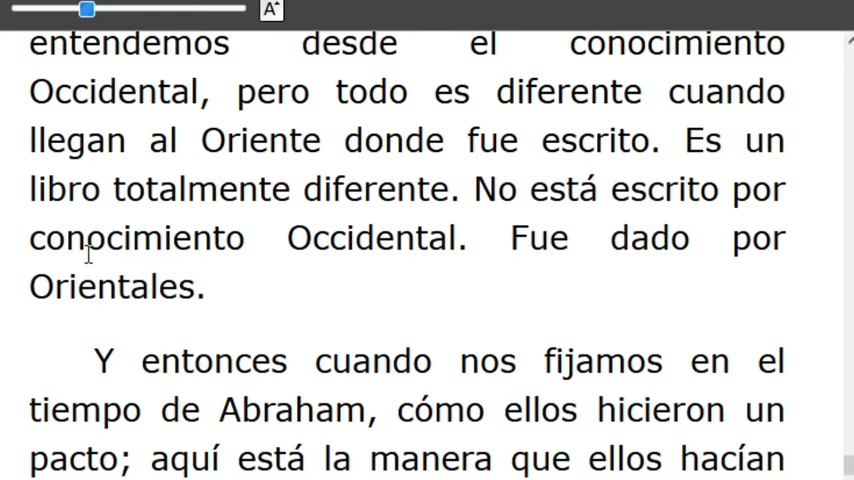 A
entendemos desde el conocimiento
Occidental, pero todo es diferente cuando
llegan al Oriente donde fue escrito. Es un
libro totalmente diferente. No está escrito por
conocimiento Occidental. Fue dado por
Orientales.
Y entonces cuando nos fijamos en el
tiempo de Abraham, cómo ellos hicieron un
pacto; aquí está la manera que ellos hacían